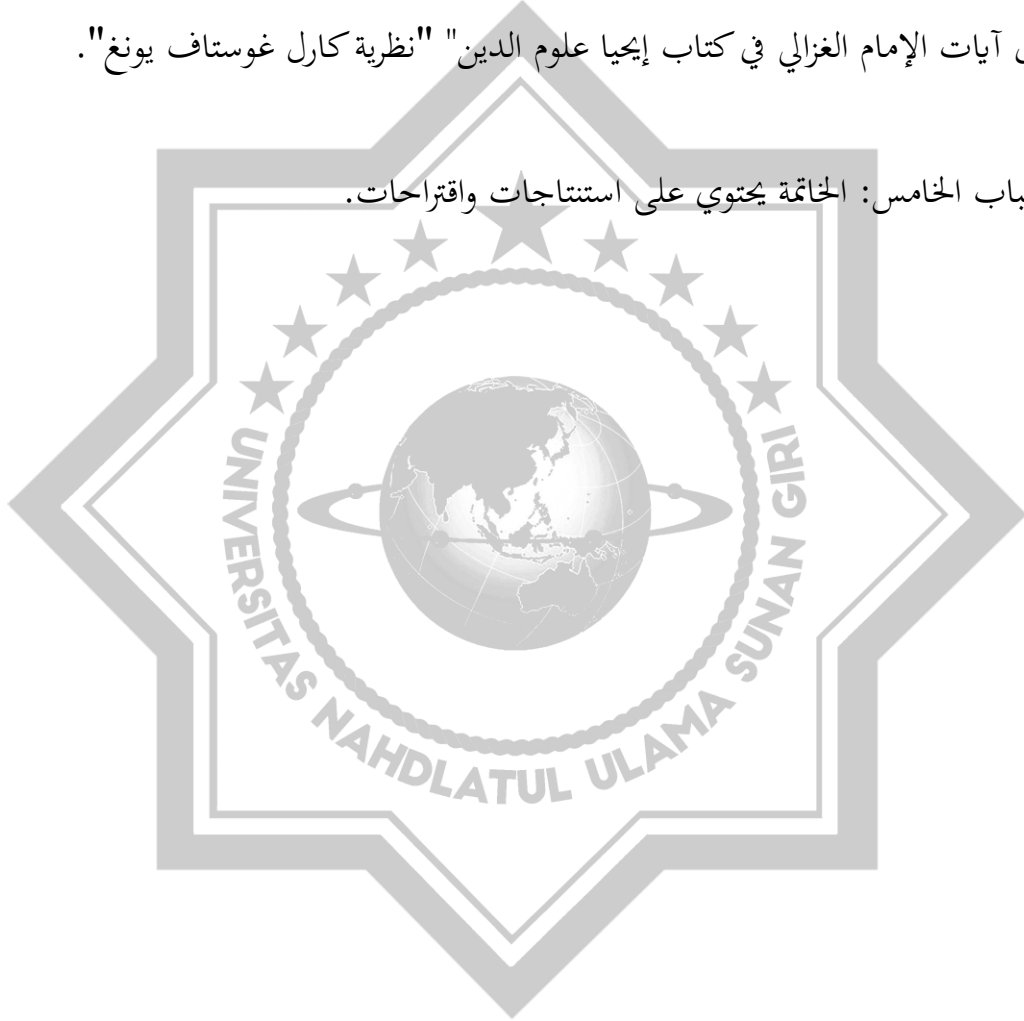 آيات الإمام الغزالي في كتاب إيحيا علوم الدين" "نظرية كارل غوستاف يونغ".
الخامس: الخاتمة يحتوي على استنتاجات واقتراحات.
UNIVERSITAS NAHDLATUL ULAMA SUNAN GIRI